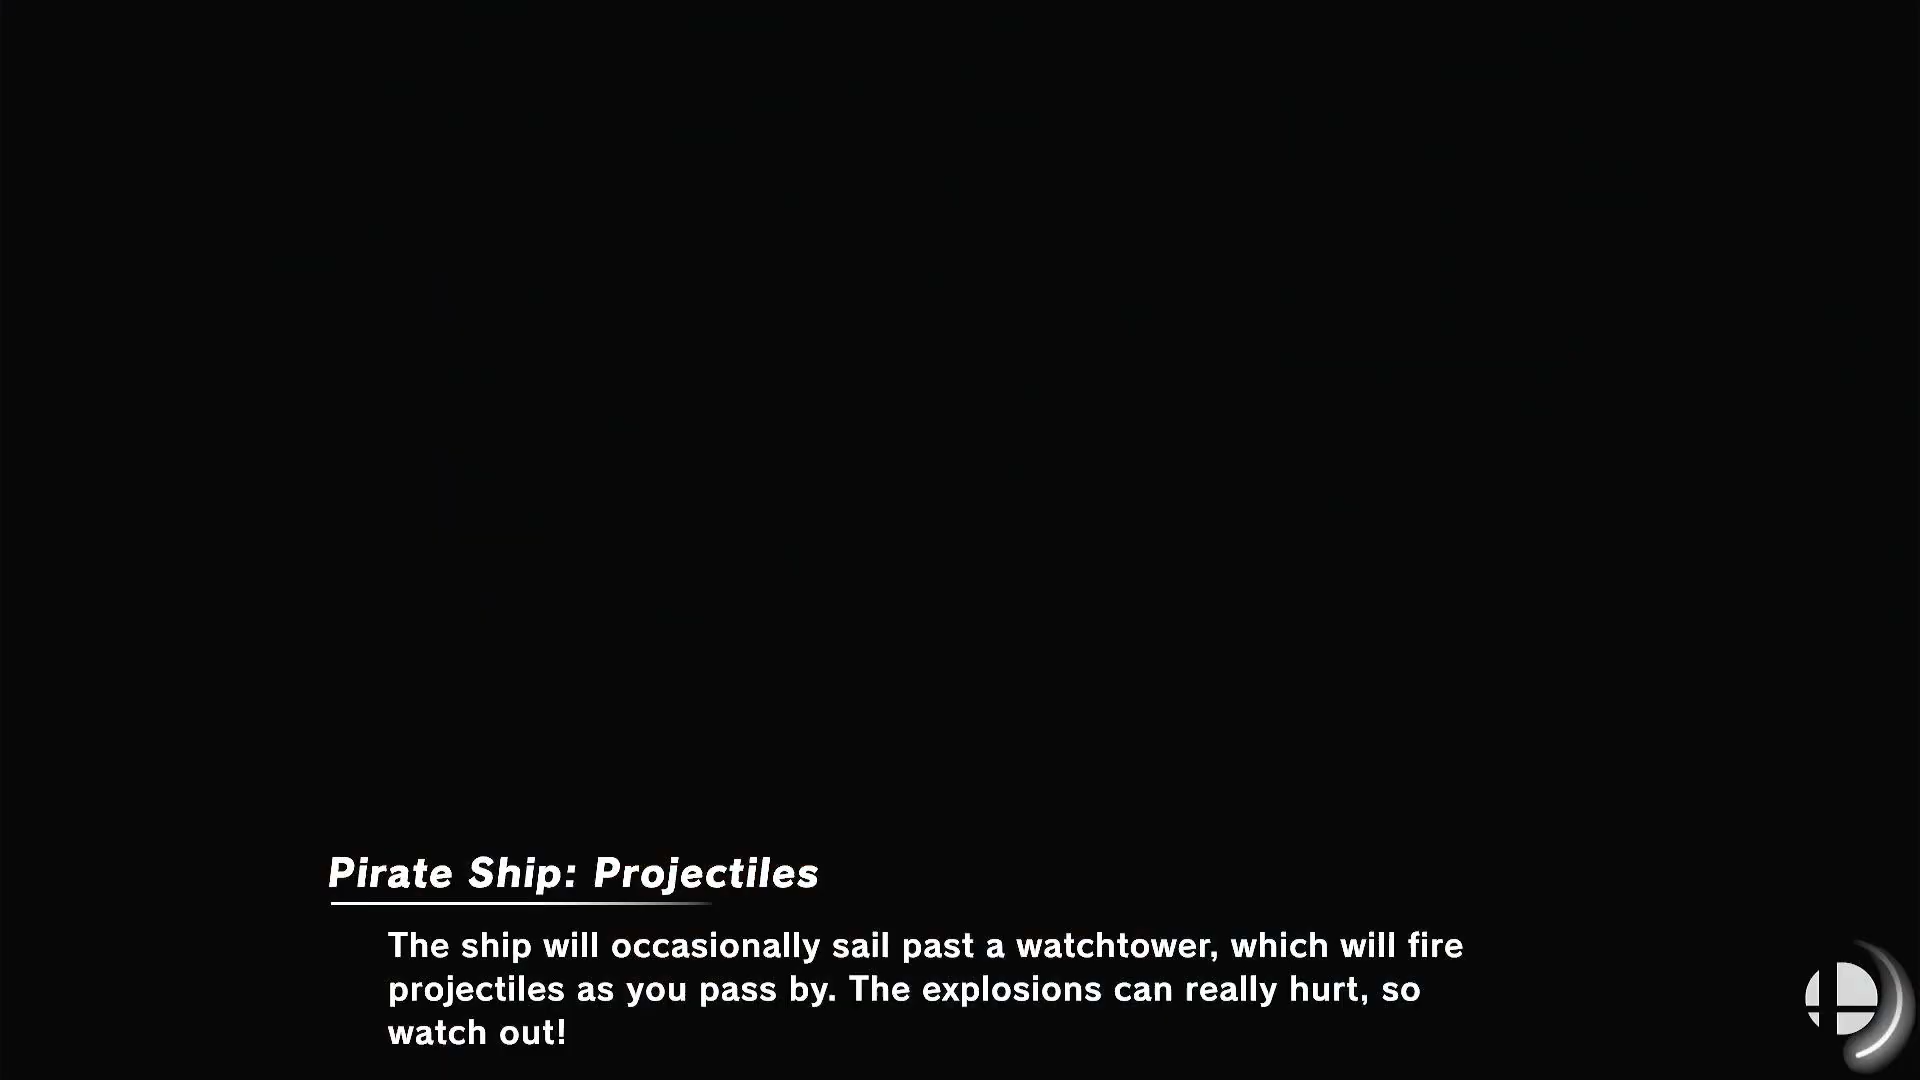 Pirate Ship: Projectiles
The ship will occasionally sail past a watchtower, which will fire
projectiles as you pass by. The explosions can really hurt, so
watch out!